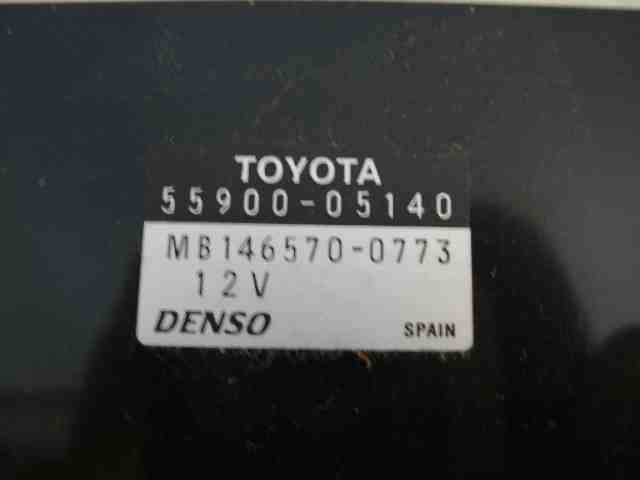 TOYOTA
55900-05140
MB146570-0773
12V
DENSO SPAIN